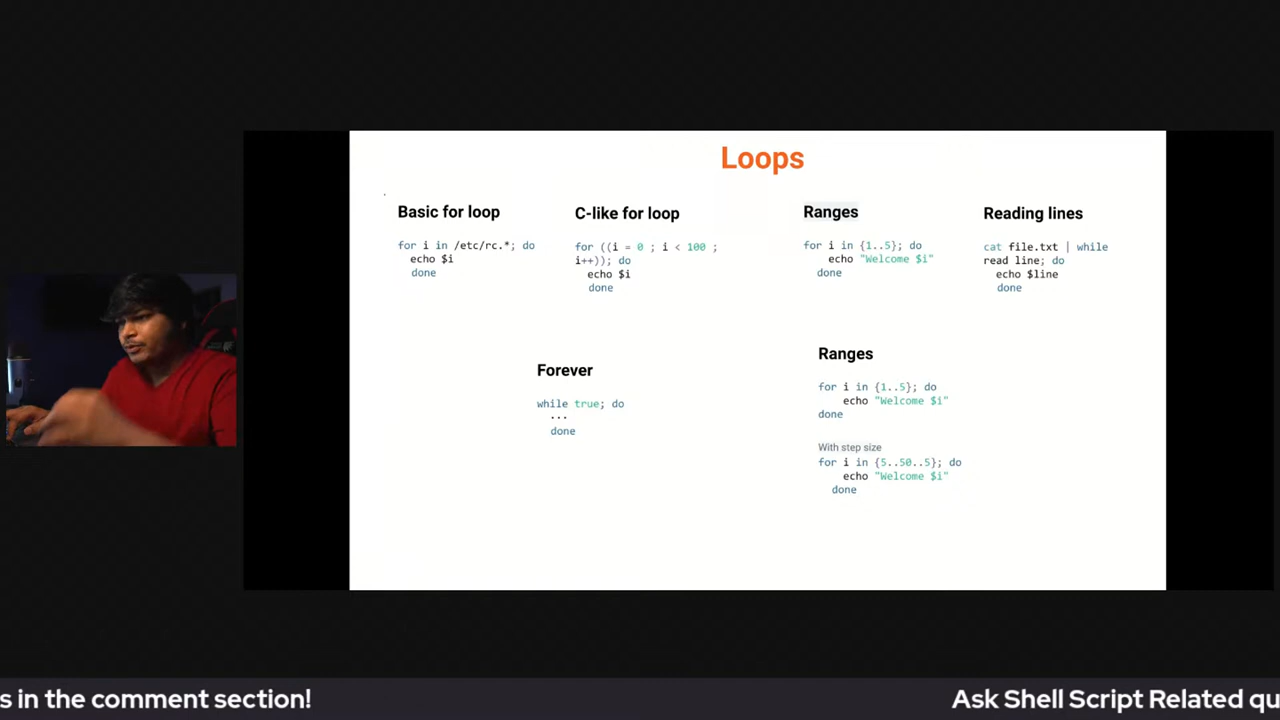 Loops
Basic for loop
for i in /etc/rc.*; do
echo $i
done
C-like for loop
for ((i = 0 ; i < 100 ;
i++)); do
echo $i
done
Ranges
for i in {1..5}; do
echo "Welcome $i"
done
Reading lines
cat file.txt | while
read line; do
echo $line
done
Forever
while true; do
...
done
Ranges
for i in {1..5}; do
echo "Welcome $i"
done
With step size
for i in {5..50..5}; do
echo "Welcome $i"
done
s in the comment section!
Ask Shell Script Related qu